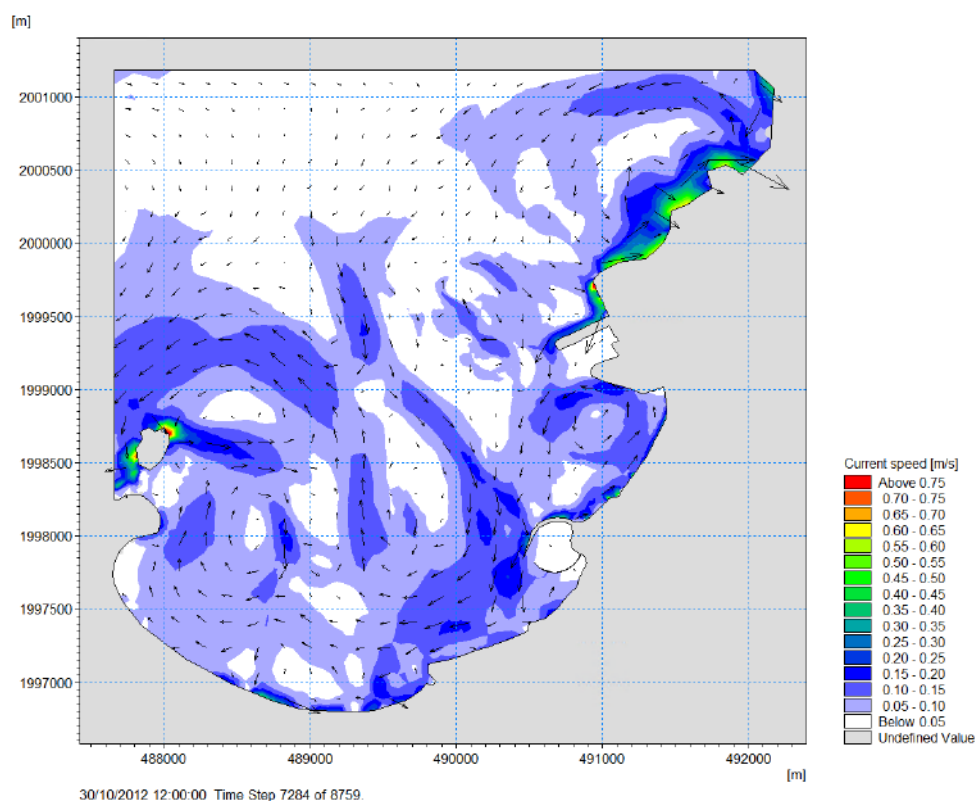 [m]
2001000
2000500
2000000
1999500
1999000
1998500
1998000
1997500
1997000
488000 489000 490000 491000 492000
[m]
Current speed [m/s]
Above 0.75
0.70 - 0.75
0.65 - 0.70
0.60 - 0.65
0.55 - 0.60
0.50 - 0.55
0.45 - 0.50
0.40 - 0.45
0.35 - 0.40
0.30 - 0.35
0.25 - 0.30
0.20 - 0.25
0.15 - 0.20
0.10 - 0.15
0.05 - 0.10
Below 0.05
Undefined Value
30/10/2012 12:00:00 Time Step 7284 of 8759.